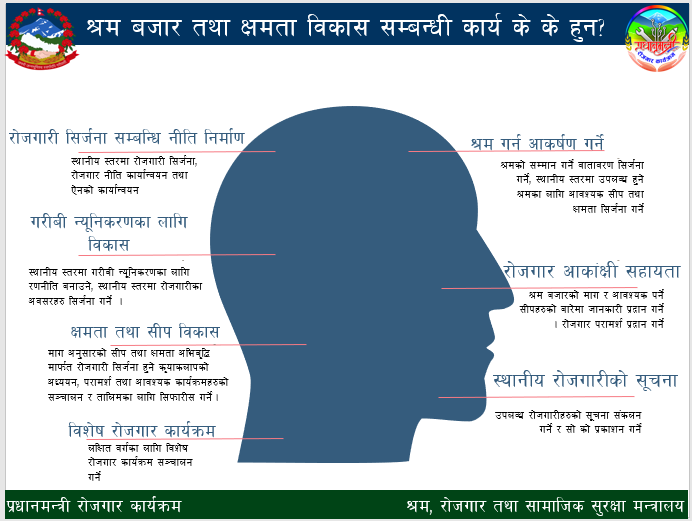 श्रम बजार तथा क्षमता विकास सम्बन्धी कार्य के के हुन?
रोजगारी सिर्जना सम्बन्धि नीति निर्माण
स्थानीय स्तरमा रोजगारी सिर्जना,
रोजगार नीति कार्यान्वयन तथा
ऐनको कार्यान्वयन
गरीबी न्यूनिकरणका लागि
विकास
स्थानीय स्तरमा गरीबी न्यूनिकरणका लागि
रणनीति बनाउने, स्थानीय स्तरमा रोजगारीका
अवसरहरु सिर्जना गर्ने ।
क्षमता तथा सीप विकास
माग अनुसारको सीप तथा क्षमता अभिवृद्धि
मार्फत रोजगारी सिर्जना हुने कृयाकलापको
अध्ययन, परामर्श तथा आवश्यक कार्यक्रमहरुको
सञ्चालन र तालिमका लागि सिफारीस गर्ने ।
विशेष रोजगार कार्यक्रम
लक्षित वर्गका लागि विशेष
रोजगार कार्यक्रम सञ्चालन
गर्ने
श्रम गर्न आकर्षण गर्ने
श्रमको सम्मान गर्ने वातावरण सिर्जना
गर्ने, स्थानीय स्तरमा उपलब्ध हुने
श्रमका लागि आवश्यक सीप तथा
क्षमता सिर्जना गर्ने
रोजगार आकांक्षी सहायता
श्रम बजारको माग र आवश्यक पर्ने
सीपहरुको बारेमा जानकारी प्रदान गर्ने
। रोजगार परामर्श प्रदान गर्ने
स्थानीय रोजगारीको सूचना
उपलब्ध रोजगारीहरुको सूचना संकलन
गर्ने र सो को प्रकाशन गर्ने
प्रधानमन्त्री रोजगार कार्यक्रम
श्रम, रोजगार तथा सामाजिक सुरक्षा मन्त्रालय